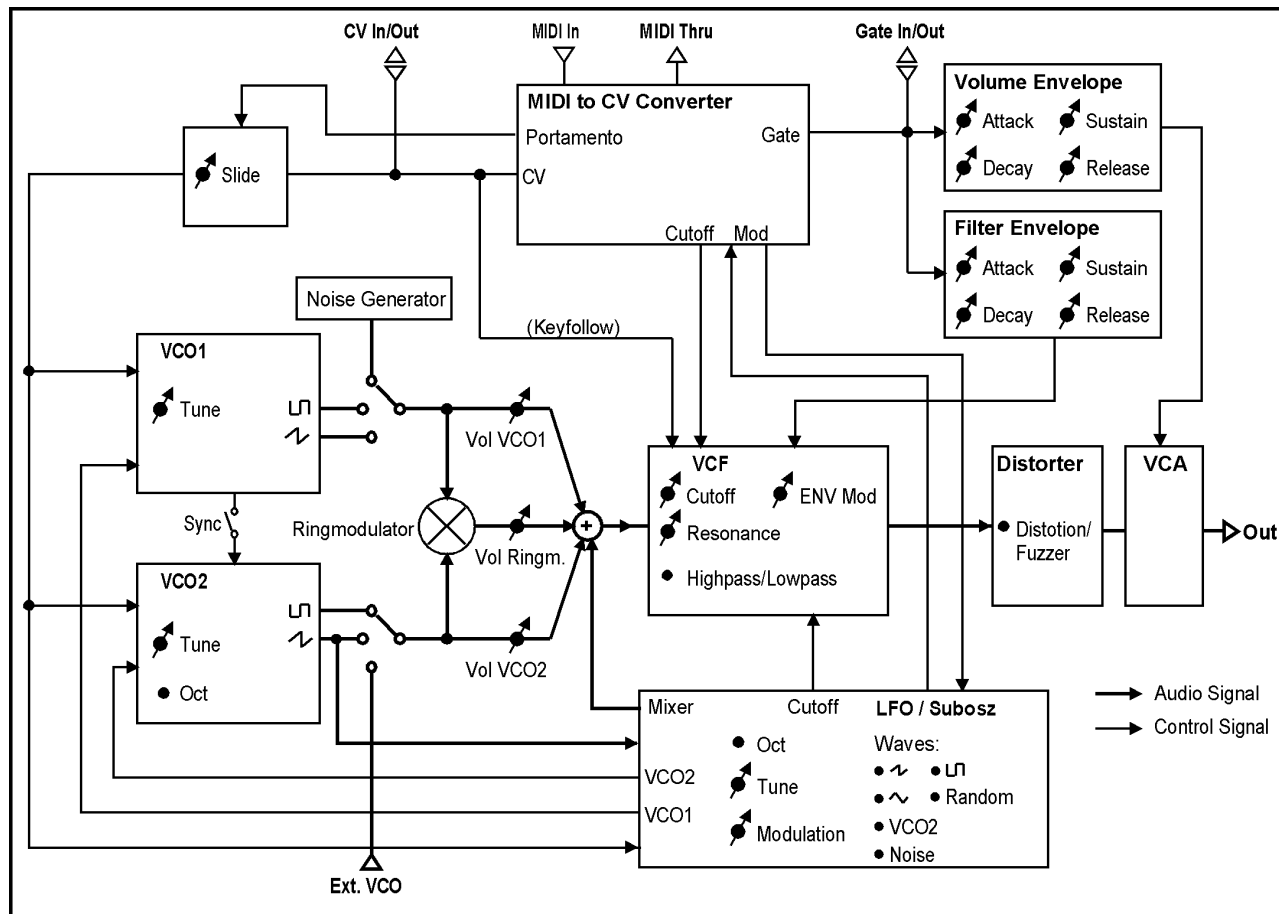 CV In/Out
MIDI In
MIDI Thru
Gate In/Out
MIDI to CV Converter
Portamento
CV
Gate
Cutoff
Mod
Slide
Volume Envelope
Attack
Sustain
Decay
Release
Filter Envelope
Attack
Sustain
Decay
Release
Noise Generator
(Keyfollow)
VCO1
Tune
Vol VCO1
Sync
Ringmodulator
Vol Ringm.
+
VCF
Cutoff
ENV Mod
Resonance
Highpass/Lowpass
Distorter
Distotion/
Fuzzer
VCA
Out
VCO2
Tune
Oct
Vol VCO2
Mixer
Cutoff
LFO / Subosz
Oct
Waves:
VCO2
Tune
Random
VCO1
Modulation
VCO2
Noise
Audio Signal
Control Signal
Ext. VCO